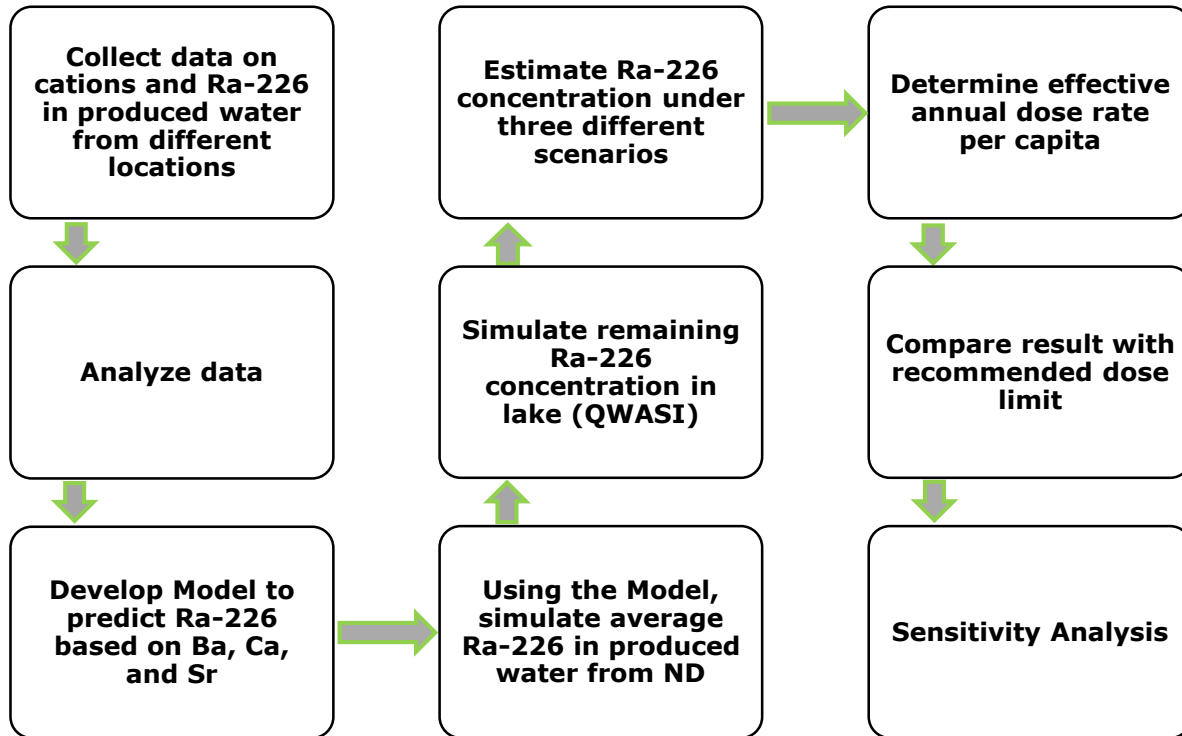 Collect data on
cations and Ra-226
in produced water
from different
locations
Analyze data
Develop Model to
predict Ra-226
based on Ba, Ca,
and Sr
Using the Model,
simulate average
Ra-226 in produced
water from ND
Simulate remaining
Ra-226
concentration in
lake (QWASI)
Estimate Ra-226
concentration under
three different
scenarios
Determine effective
annual dose rate
per capita
Compare result with
recommended dose
limit
Sensitivity Analysis